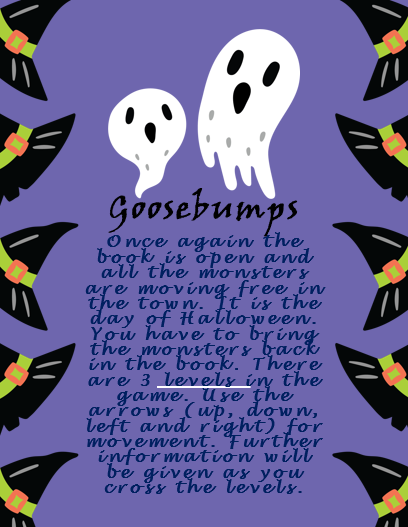 Goosebumps
Once again the
book is open and
all the monsters
are moving free in
the town. It is the
day of Halloween.
You have to bring
the monsters back
in the book. There
are 3 levels in the
game. Use the
arrows (up, down,
left and right) for
movement. Further
information will
be given as you
cross the levels.